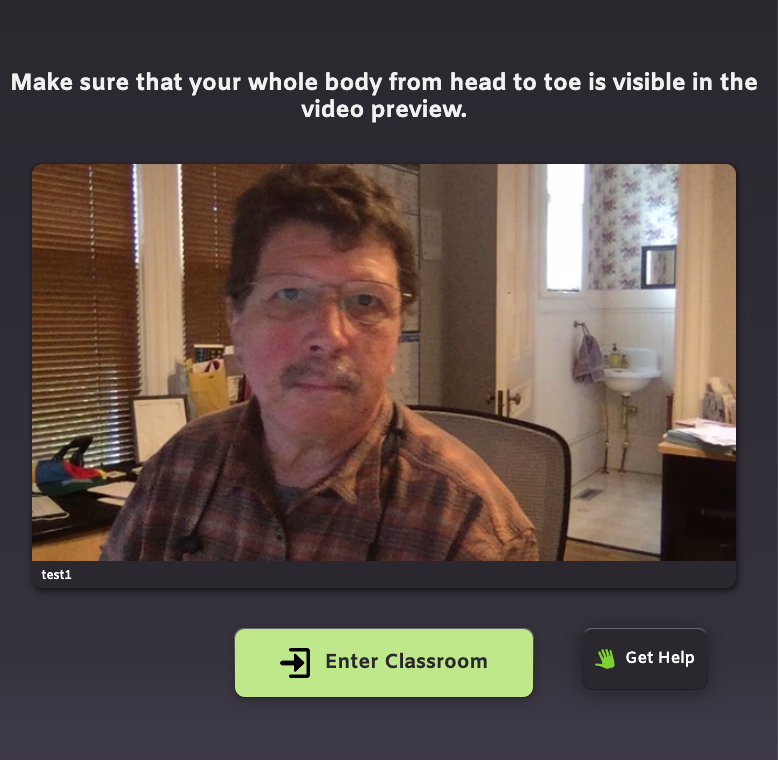 Make sure that your whole body from head to toe is visible in the
video preview.
test1
Enter Classroom
Get Help